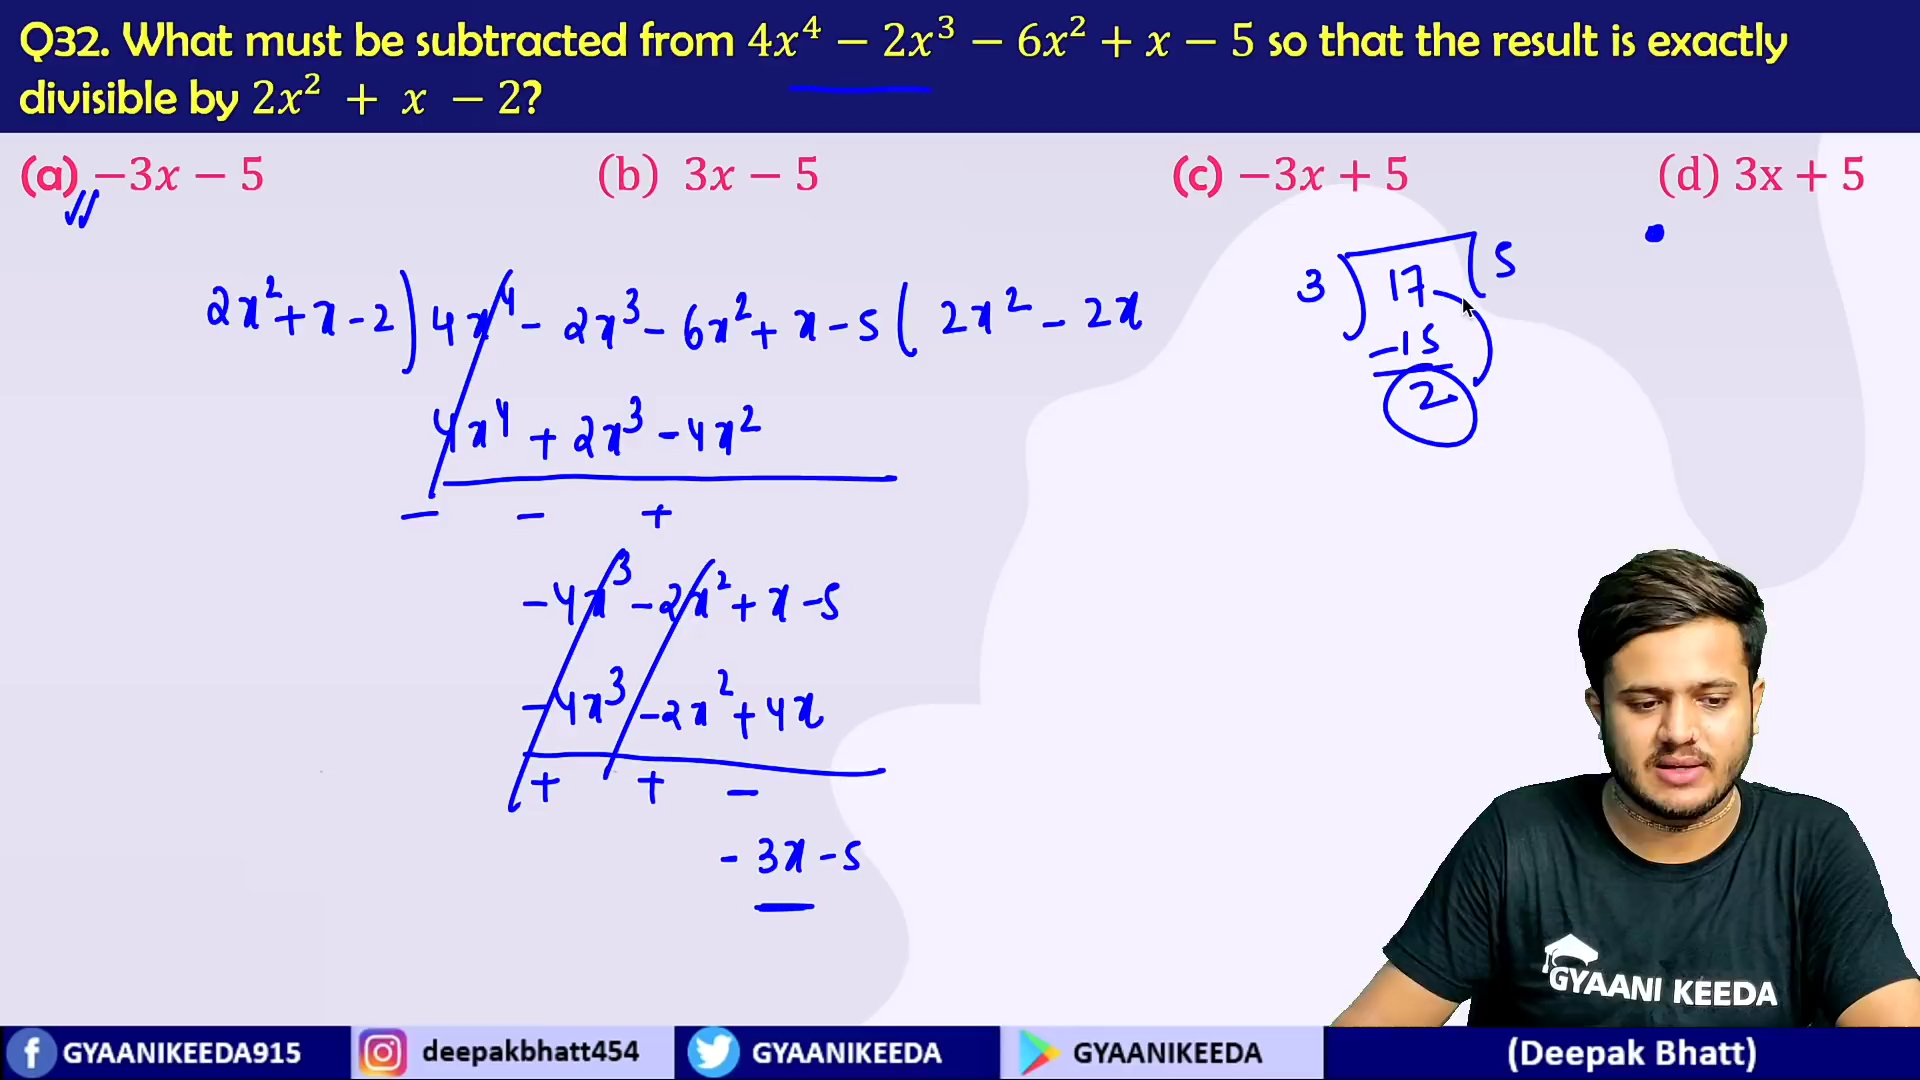 Q32. What must be subtracted from 4x⁴ − 2x³ − 6x² + x − 5 so that the result is exactly
divisible by 2x² + x − 2?
(a) −3x − 5 (b) 3x − 5 (c) −3x + 5 (d) 3x + 5
2x² + x - 2 ) 4x⁴ - 2x³ - 6x² + x - 5 ( 2x² - 2x
4x⁴ + 2x³ - 4x²
− − +
-4x³ - 2x² + x - 5
-4x³ - 2x² + 4x
+ + −
- 3x - 5
3 ) 17 ( 5
-15
2
GYAANI KEEDA
f GYAANIKEEDA915 deepakbhatt454 GYAANIKEEDA GYAANIKEEDA (Deepak Bhatt)